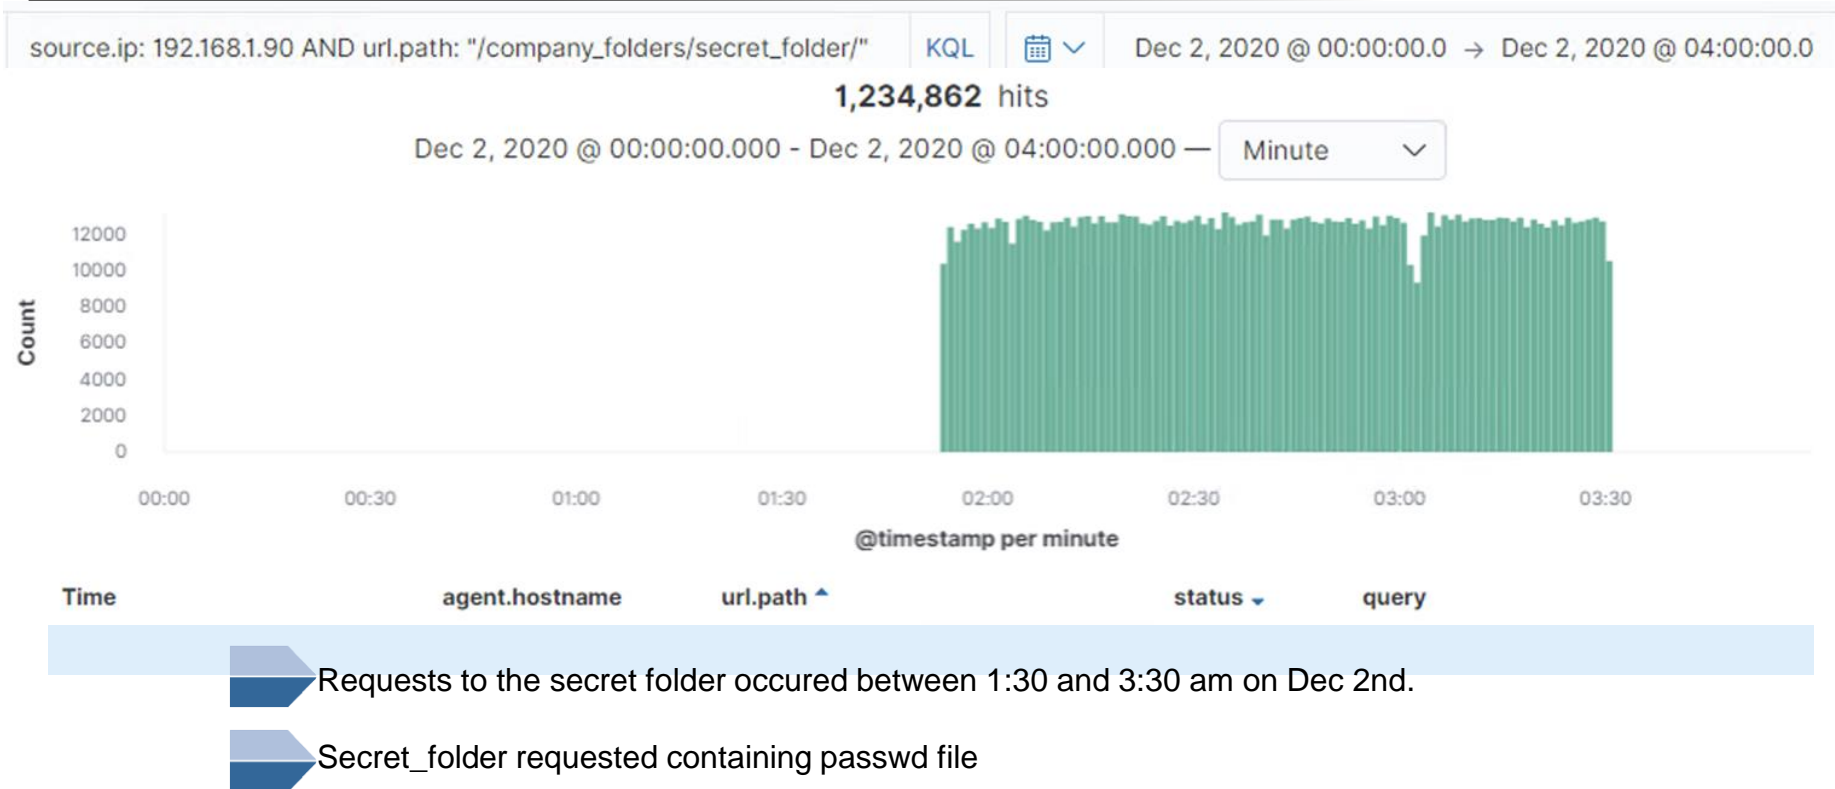 source.ip: 192.168.1.90 AND url.path: "/company_folders/secret_folder/" KQL Dec 2, 2020 @ 00:00:00.0 → Dec 2, 2020 @ 04:00:00.0
1,234,862 hits
Dec 2, 2020 @ 00:00:00.000 - Dec 2, 2020 @ 04:00:00.000 — Minute
12000
10000
8000
6000
4000
2000
0
Count
00:00 00:30 01:00 01:30 02:00 02:30 03:00 03:30
@timestamp per minute
Time agent.hostname url.path status query
Requests to the secret folder occured between 1:30 and 3:30 am on Dec 2nd.
Secret_folder requested containing passwd file